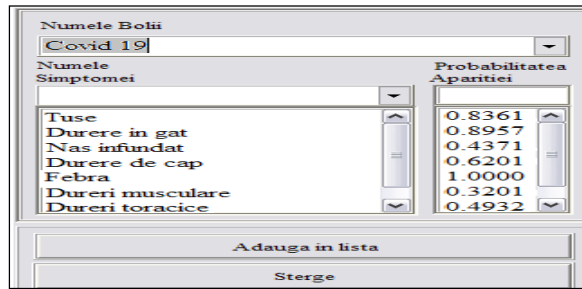 Numele Bolii
Covid 19
Numele
Simptomei
Probabilitatea
Aparitiei
Tuse
Durere in gat
Nas infundat
Durere de cap
Febra
Dureri musculare
Dureri toracice
0.8361
0.8957
0.4371
0.6201
1.0000
0.3201
0.4932
Adauga in lista
Sterge